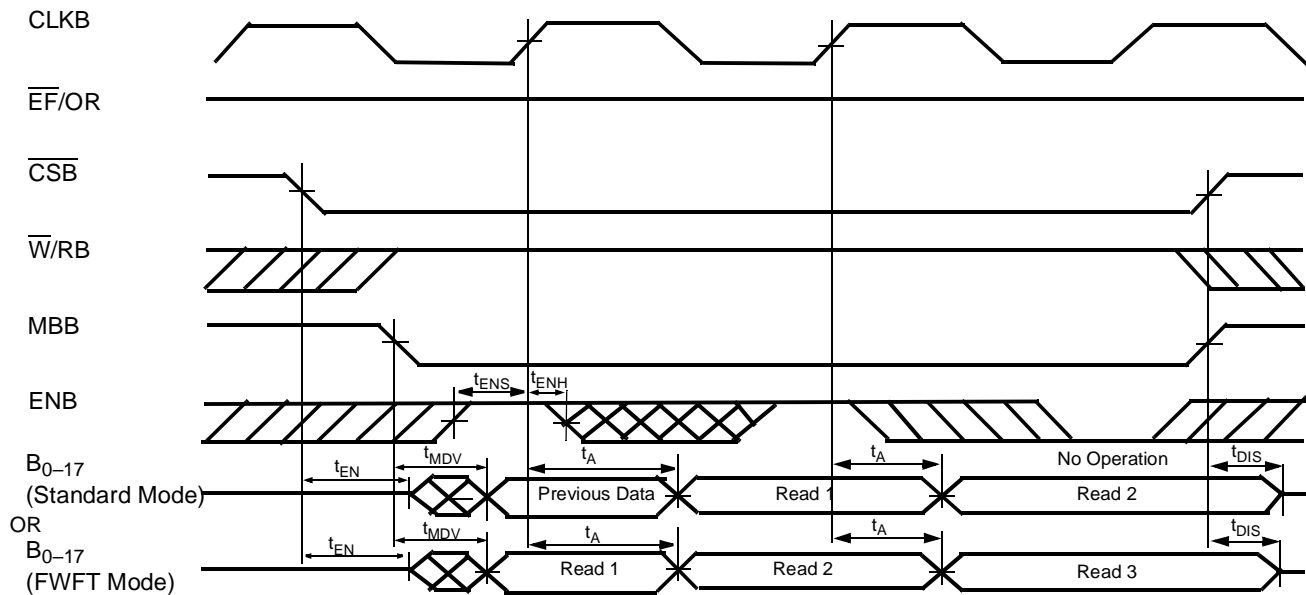 CLKB
EF/OR
CSB
W/RB
MBB
tENS tENH
ENB
B0–17
(Standard Mode)
tEN tMDV tA tA No Operation tDIS
Previous Data Read 1 Read 2
OR
B0–17
(FWFT Mode)
tEN tMDV tA tA tDIS
Read 1 Read 2 Read 3